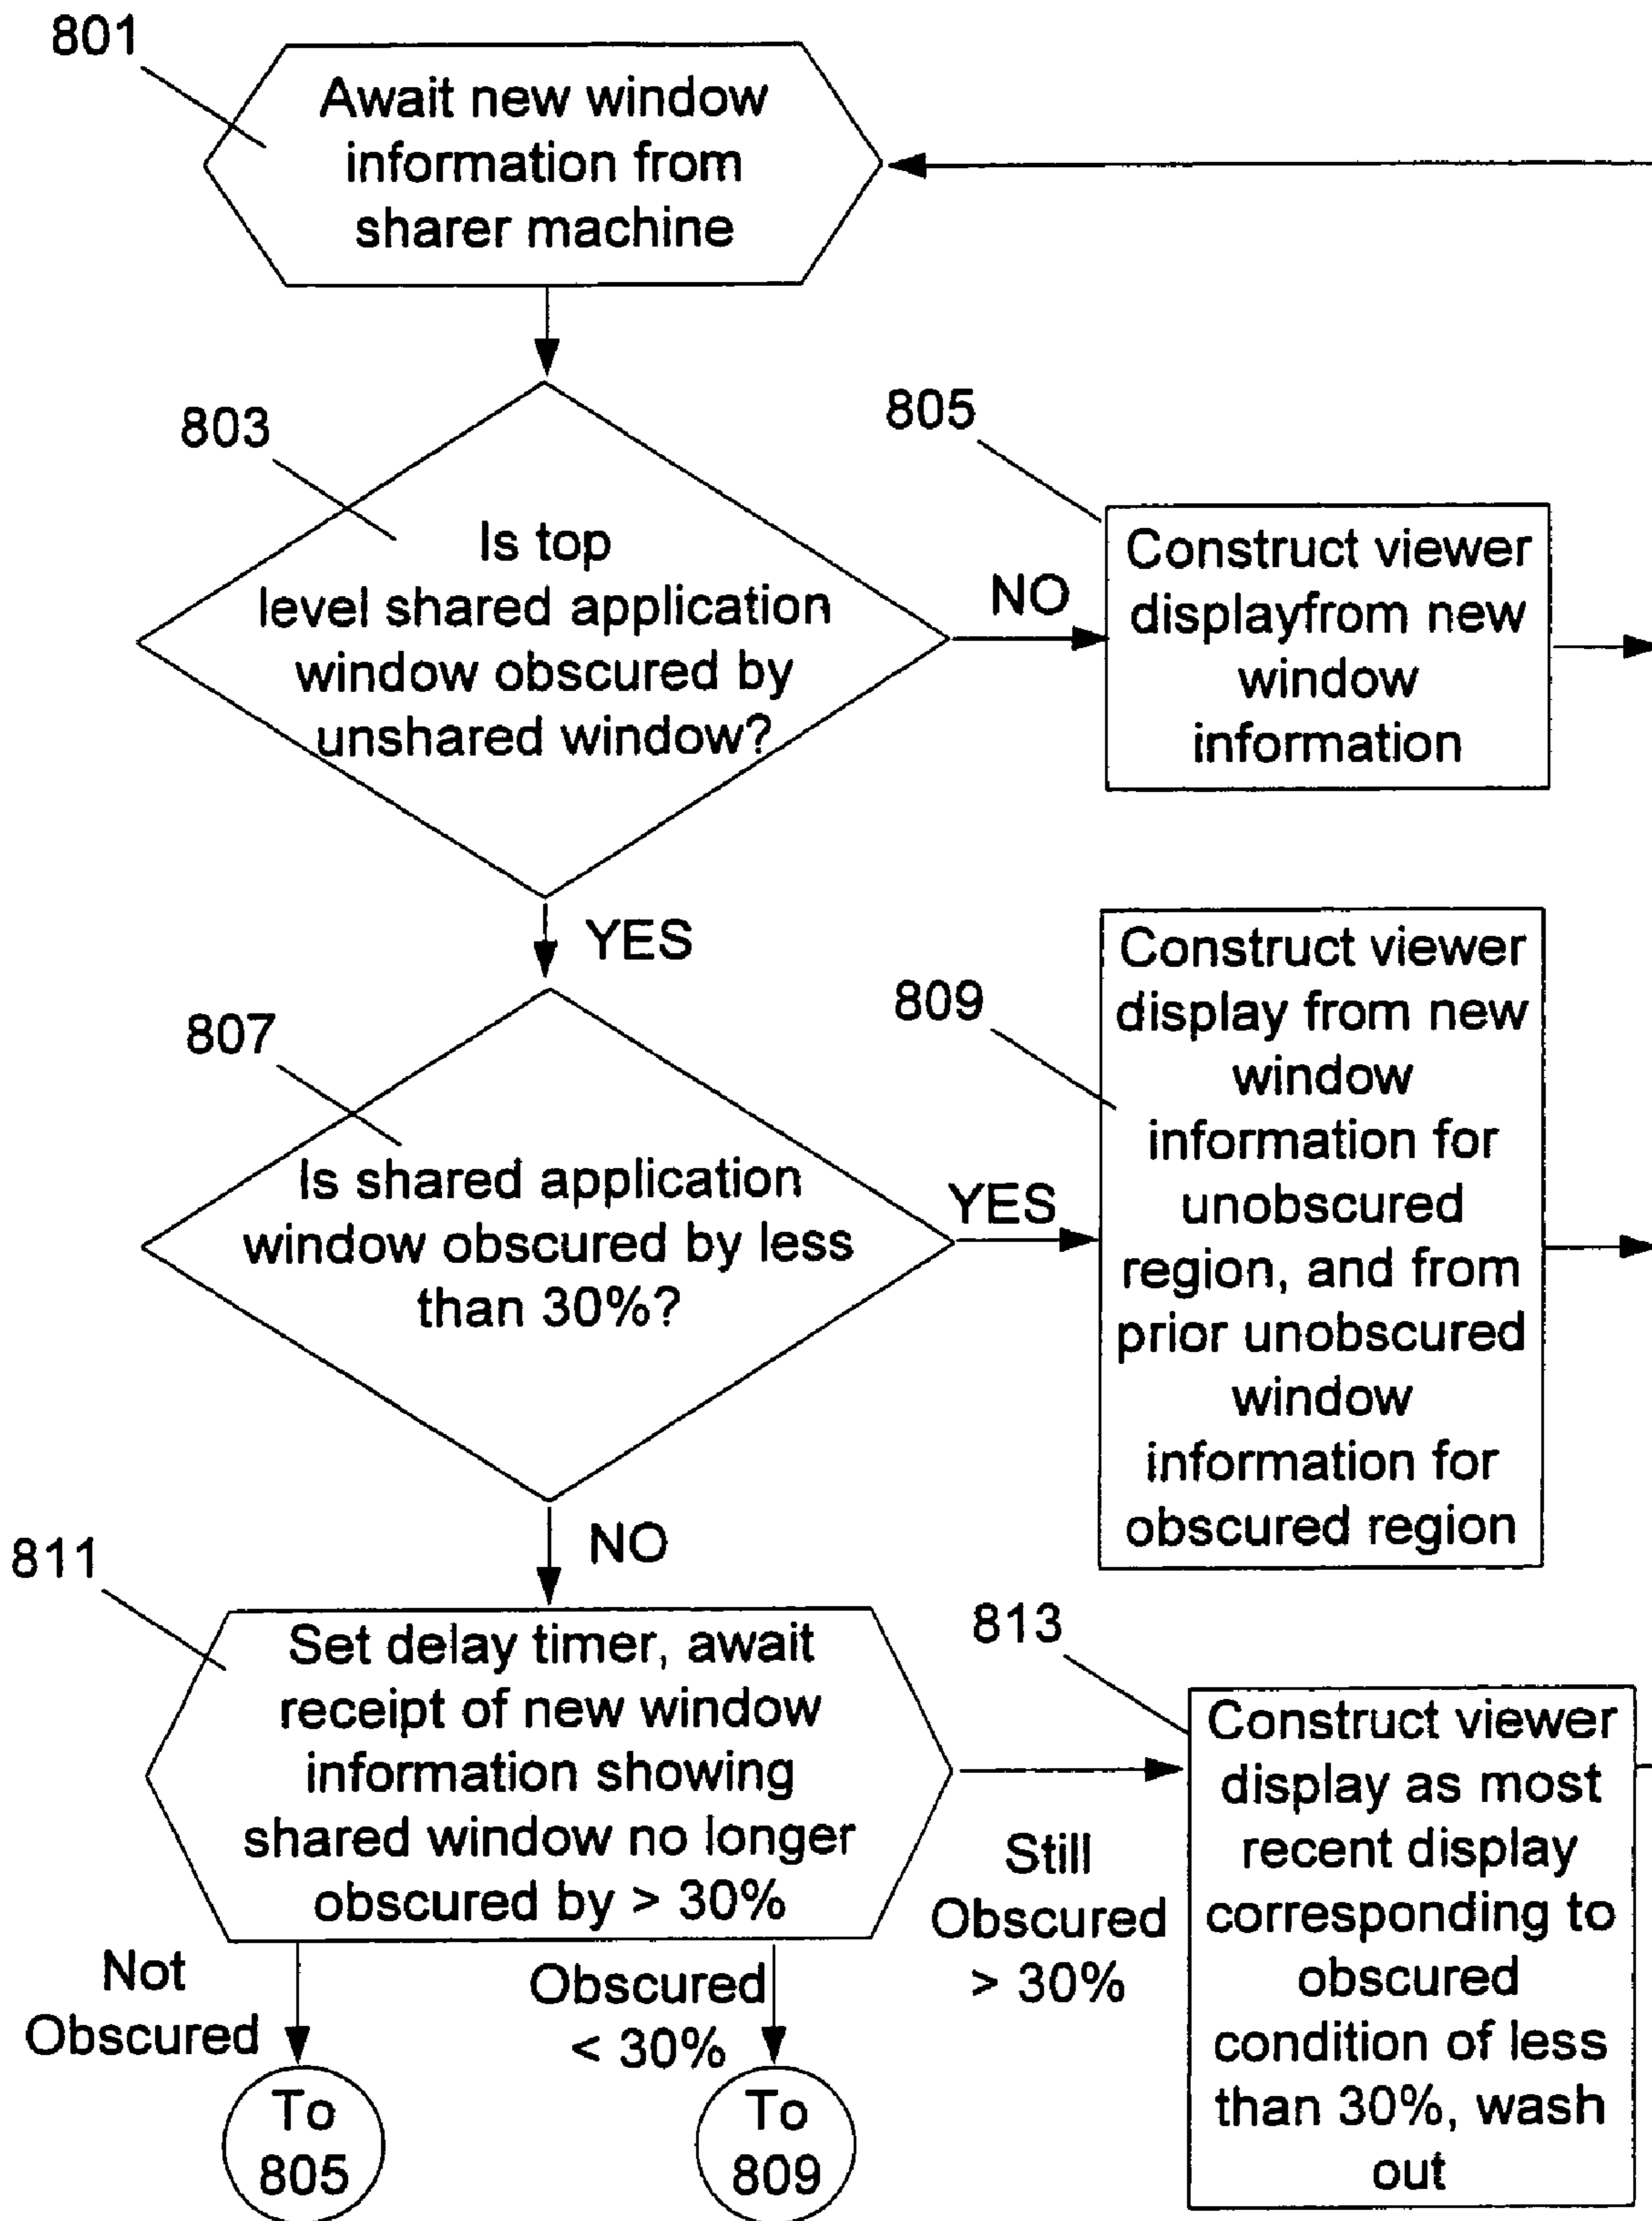 801
Await new window
information from
sharer machine
803
Is top
level shared application
window obscured by
unshared window?
NO
805
Construct viewer
displayfrom new
window
information
YES
807
Is shared application
window obscured by less
than 30%?
YES
809
Construct viewer
display from new
window
information for
unobscured
region, and from
prior unobscured
window
information for
obscured region
NO
811
Set delay timer, await
receipt of new window
information showing
shared window no longer
obscured by > 30%
Still
Obscured
> 30%
813
Construct viewer
display as most
recent display
corresponding to
obscured
condition of less
than 30%, wash
out
Not
Obscured
To
805
Obscured
< 30%
To
809